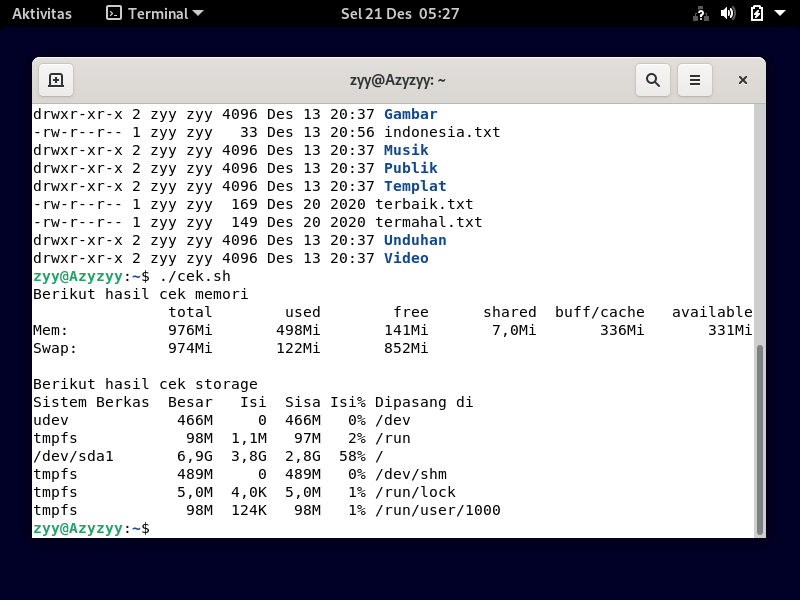 Aktivitas Terminal Sel 21 Des 05:27
zyy@Azyzyy: ~
drwxr-xr-x 2 zyy zyy 4096 Des 13 20:37 Gambar
-rw-r--r-- 1 zyy zyy   33 Des 13 20:56 indonesia.txt
drwxr-xr-x 2 zyy zyy 4096 Des 13 20:37 Musik
drwxr-xr-x 2 zyy zyy 4096 Des 13 20:37 Publik
drwxr-xr-x 2 zyy zyy 4096 Des 13 20:37 Templat
-rw-r--r-- 1 zyy zyy  169 Des 20 2020 terbaik.txt
-rw-r--r-- 1 zyy zyy  149 Des 20 2020 termahal.txt
drwxr-xr-x 2 zyy zyy 4096 Des 13 20:37 Unduhan
drwxr-xr-x 2 zyy zyy 4096 Des 13 20:37 Video
zyy@Azyzyy:~$ ./cek.sh
Berikut hasil cek memori
               total        used        free      shared  buff/cache   available
Mem:           976Mi       498Mi       141Mi       7,0Mi       336Mi       331Mi
Swap:          974Mi       122Mi       852Mi
Berikut hasil cek storage
Sistem Berkas  Besar   Isi  Sisa Isi% Dipasang di
udev            466M     0  466M   0% /dev
tmpfs            98M  1,1M   97M   2% /run
/dev/sda1       6,9G  3,8G  2,8G  58% /
tmpfs           489M     0  489M   0% /dev/shm
tmpfs           5,0M  4,0K  5,0M   1% /run/lock
tmpfs            98M  124K   98M   1% /run/user/1000
zyy@Azyzyy:~$